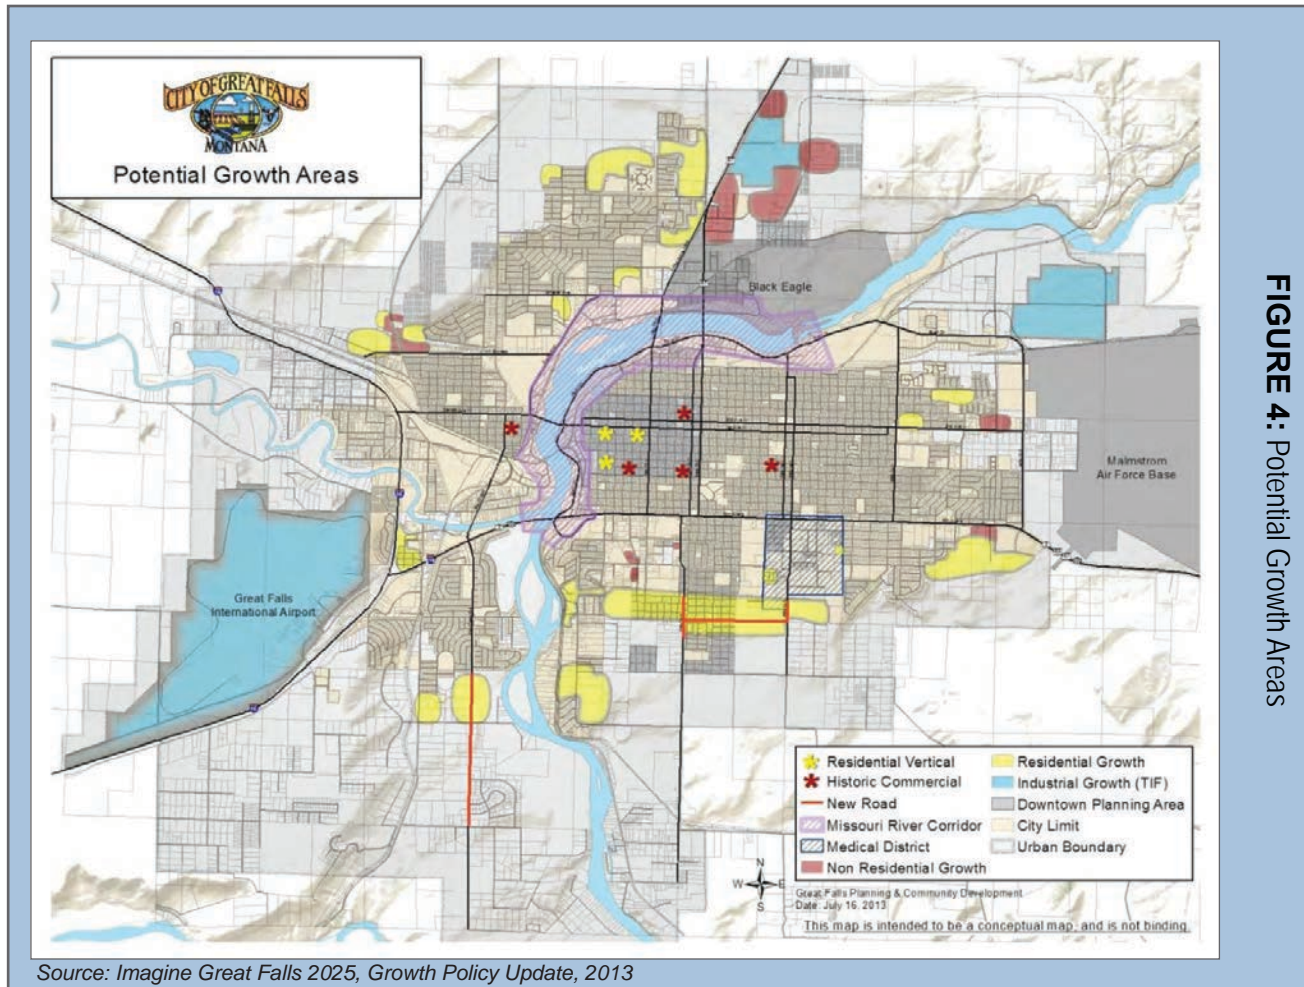 CITY OF GREAT FALLS
MONTANA
Potential Growth Areas
Black Eagle
Malmstrom
Air Force Base
Great Falls
International Airport
Residential Vertical
Historic Commercial
New Road
Missouri River Corridor
Medical District
Non Residential Growth
Residential Growth
Industrial Growth (TIF)
Downtown Planning Area
City Limit
Urban Boundary
N
W
E
S
Great Falls Planning & Community Development
Date: July 16, 2013
This map is intended to be a conceptual map, and is not binding.
FIGURE 4: Potential Growth Areas
Source: Imagine Great Falls 2025, Growth Policy Update, 2013